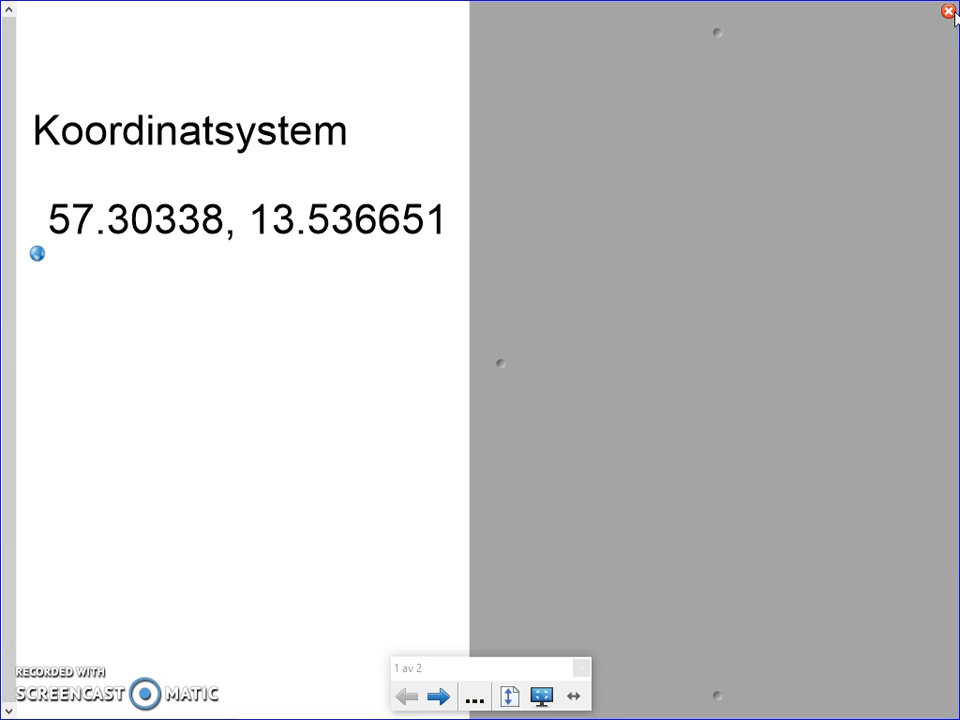 Koordinatsystem
57.30338, 13.536651
1 av 2
...
RECORDED WITH
SCREENCAST MATIC